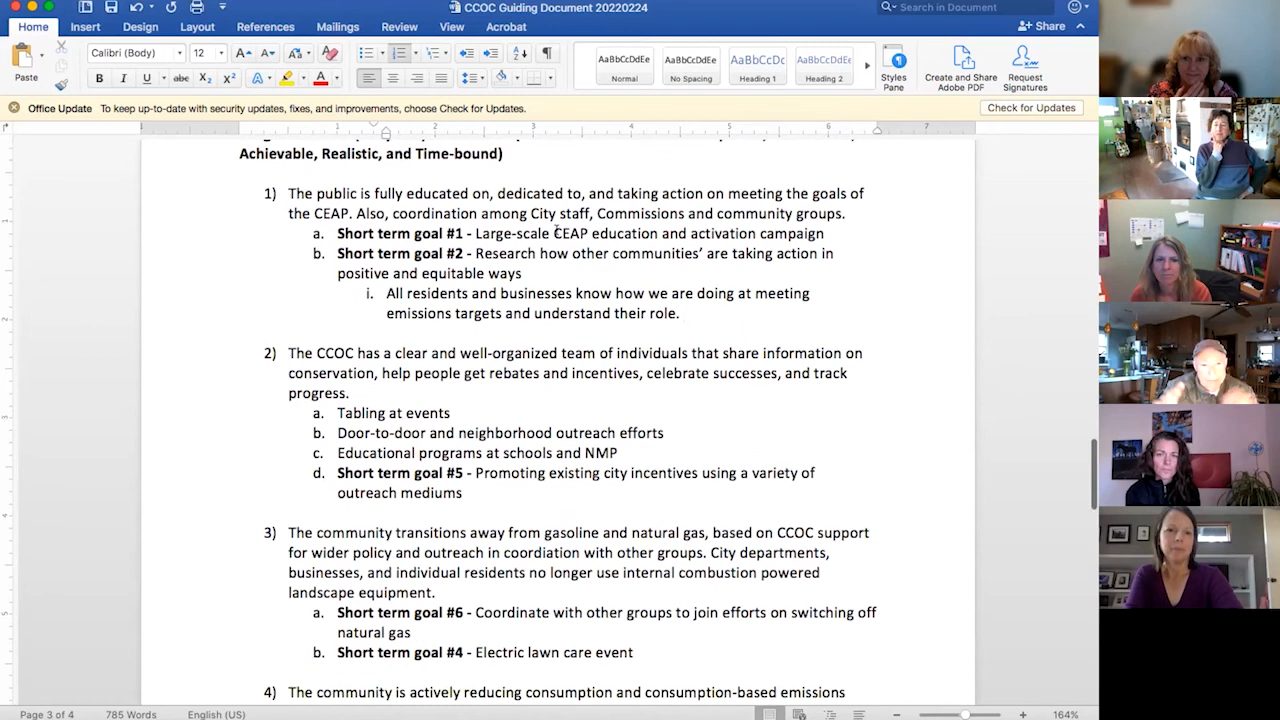 CCOC Guiding Document 20220224
Search in Document
Home Insert Design Layout References Mailings Review View Acrobat
Share
Paste
Calibri (Body) 12
AaBbCcDdEe AaBbCcDdEe AaBbCcDc AaBbCcDdEe
Normal No Spacing Heading 1 Heading 2
Styles Pane
Create and Share Adobe PDF
Request Signatures
Office Update To keep up-to-date with security updates, fixes, and improvements, choose Check for Updates.
Check for Updates
1 1 2 3 4 5 6 7
Achievable, Realistic, and Time-bound)
1) The public is fully educated on, dedicated to, and taking action on meeting the goals of
the CEAP. Also, coordination among City staff, Commissions and community groups.
a. Short term goal #1 - Large-scale CEAP education and activation campaign
b. Short term goal #2 - Research how other communities’ are taking action in
positive and equitable ways
i. All residents and businesses know how we are doing at meeting
emissions targets and understand their role.
2) The CCOC has a clear and well-organized team of individuals that share information on
conservation, help people get rebates and incentives, celebrate successes, and track
progress.
a. Tabling at events
b. Door-to-door and neighborhood outreach efforts
c. Educational programs at schools and NMP
d. Short term goal #5 - Promoting existing city incentives using a variety of
outreach mediums
3) The community transitions away from gasoline and natural gas, based on CCOC support
for wider policy and outreach in coordiation with other groups. City departments,
businesses, and individual residents no longer use internal combustion powered
landscape equipment.
a. Short term goal #6 - Coordinate with other groups to join efforts on switching off
natural gas
b. Short term goal #4 - Electric lawn care event
4) The community is actively reducing consumption and consumption-based emissions
Page 3 of 4 785 Words English (US) 164%